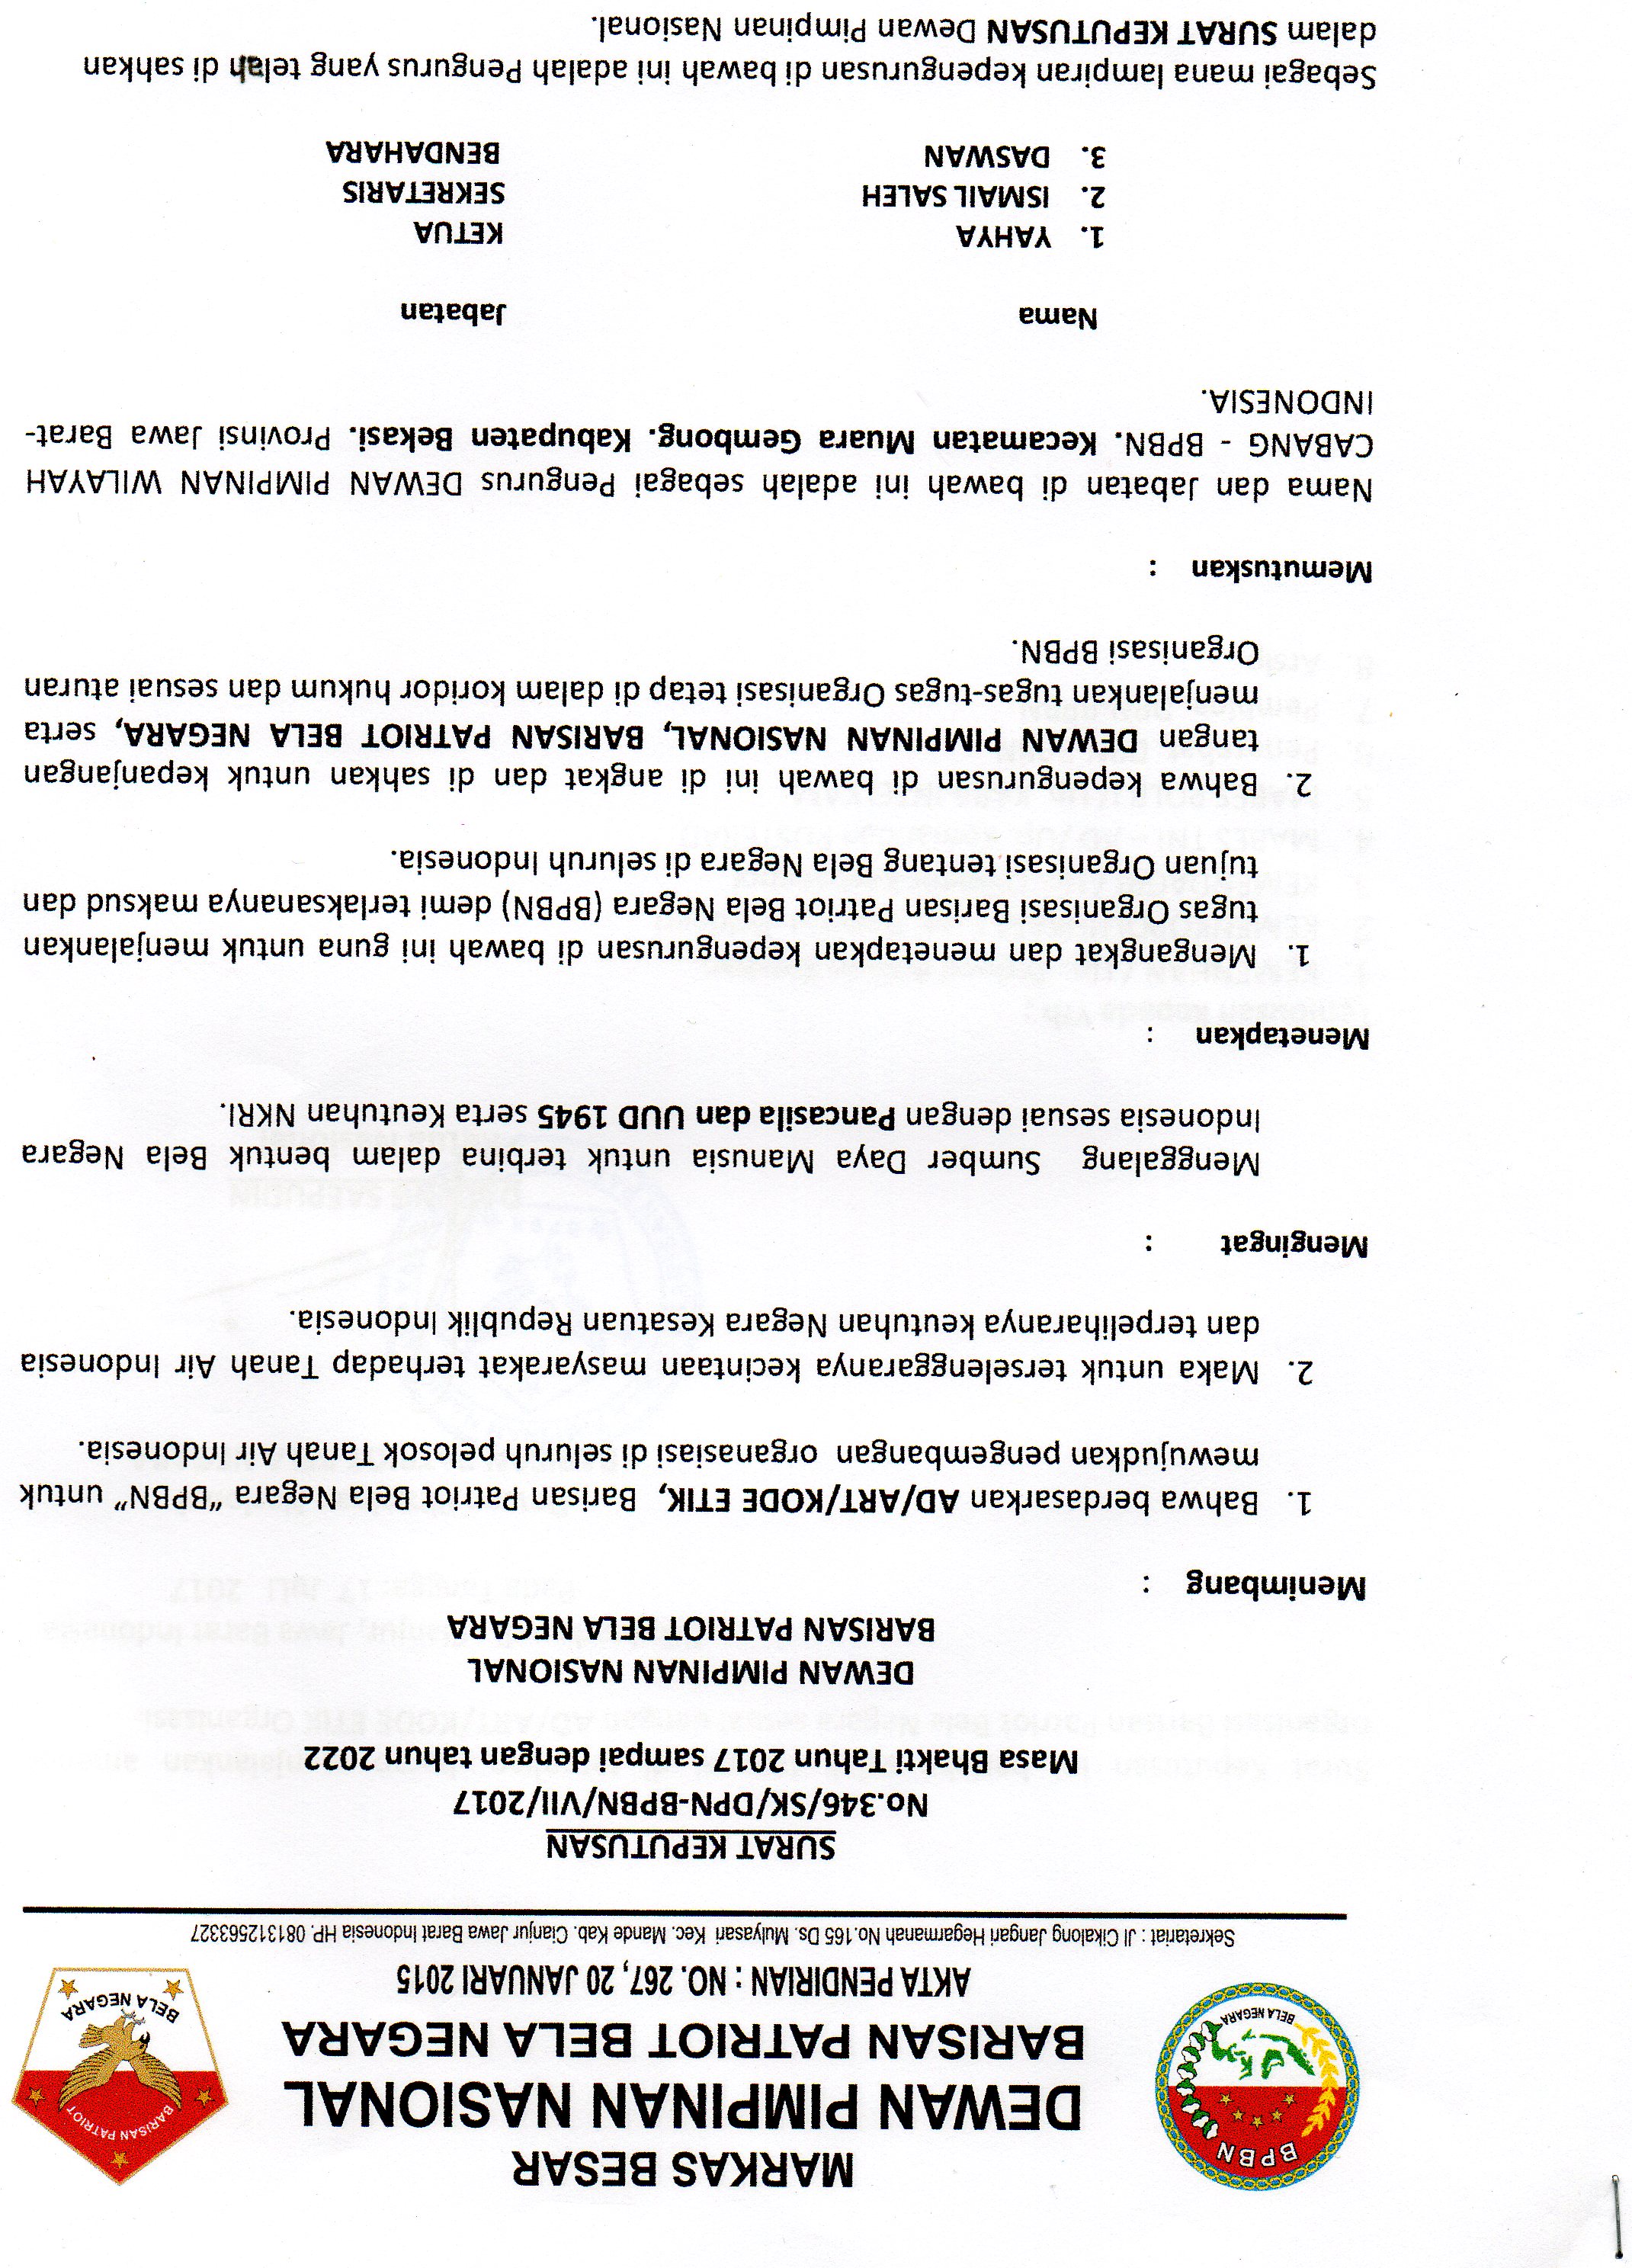 BPBN
BELA NEGARA
BARISAN PATRIOT
BELA NEGARA
MARKAS BESAR
DEWAN PIMPINAN NASIONAL
BARISAN PATRIOT BELA NEGARA
AKTA PENDIRIAN : NO. 267, 20 JANUARI 2015
Sekretariat : Jl Cikalong Jangari Hegarmanah No.165 Ds. Mulyasari Kec. Mande Kab. Cianjur Jawa Barat Indonesia HP. 081312563327
SURAT KEPUTUSAN
No.346/SK/DPN-BPBN/VII/2017
Masa Bhakti Tahun 2017 sampai dengan tahun 2022
DEWAN PIMPINAN NASIONAL
BARISAN PATRIOT BELA NEGARA
Menimbang :
1. Bahwa berdasarkan AD/ART/KODE ETIK, Barisan Patriot Bela Negara “BPBN” untuk
mewujudkan pengembangan organasiasi di seluruh pelosok Tanah Air Indonesia.
2. Maka untuk terselenggaranya kecintaan masyarakat terhadap Tanah Air Indonesia
dan terpeliharanya keutuhan Negara Kesatuan Republik Indonesia.
Mengingat :
Menggalang Sumber Daya Manusia untuk terbina dalam bentuk Bela Negara
Indonesia sesuai dengan Pancasila dan UUD 1945 serta Keutuhan NKRI.
Menetapkan :
1. Mengangkat dan menetapkan kepengurusan di bawah ini guna untuk menjalankan
tugas Organisasi Barisan Patriot Bela Negara (BPBN) demi terlaksananya maksud dan
tujuan Organisasi tentang Bela Negara di seluruh Indonesia.
2. Bahwa kepengurusan di bawah ini di angkat dan di sahkan untuk kepanjangan
tangan DEWAN PIMPINAN NASIONAL, BARISAN PATRIOT BELA NEGARA, serta
menjalankan tugas-tugas Organisasi tetap di dalam koridor hukum dan sesuai aturan
Organisasi BPBN.
Memutuskan :
Nama dan Jabatan di bawah ini adalah sebagai Pengurus DEWAN PIMPINAN WILAYAH
CABANG - BPBN. Kecamatan Muara Gembong. Kabupaten Bekasi. Provinsi Jawa Barat-
INDONESIA.
Nama Jabatan
1. YAHYA KETUA
2. ISMAIL SALEH SEKRETARIS
3. DASWAN BENDAHARA
Sebagai mana lampiran kepengurusan di bawah ini adalah Pengurus yang telah di sahkan
dalam SURAT KEPUTUSAN Dewan Pimpinan Nasional.